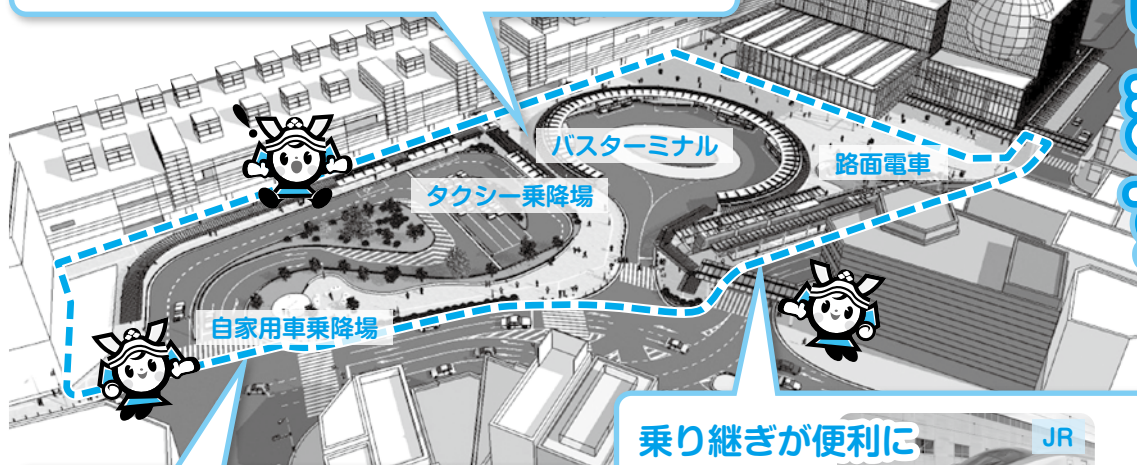 バスターミナル
路面電車
タクシー乗降場
自家用車乗降場
乗り継ぎが便利に
JR